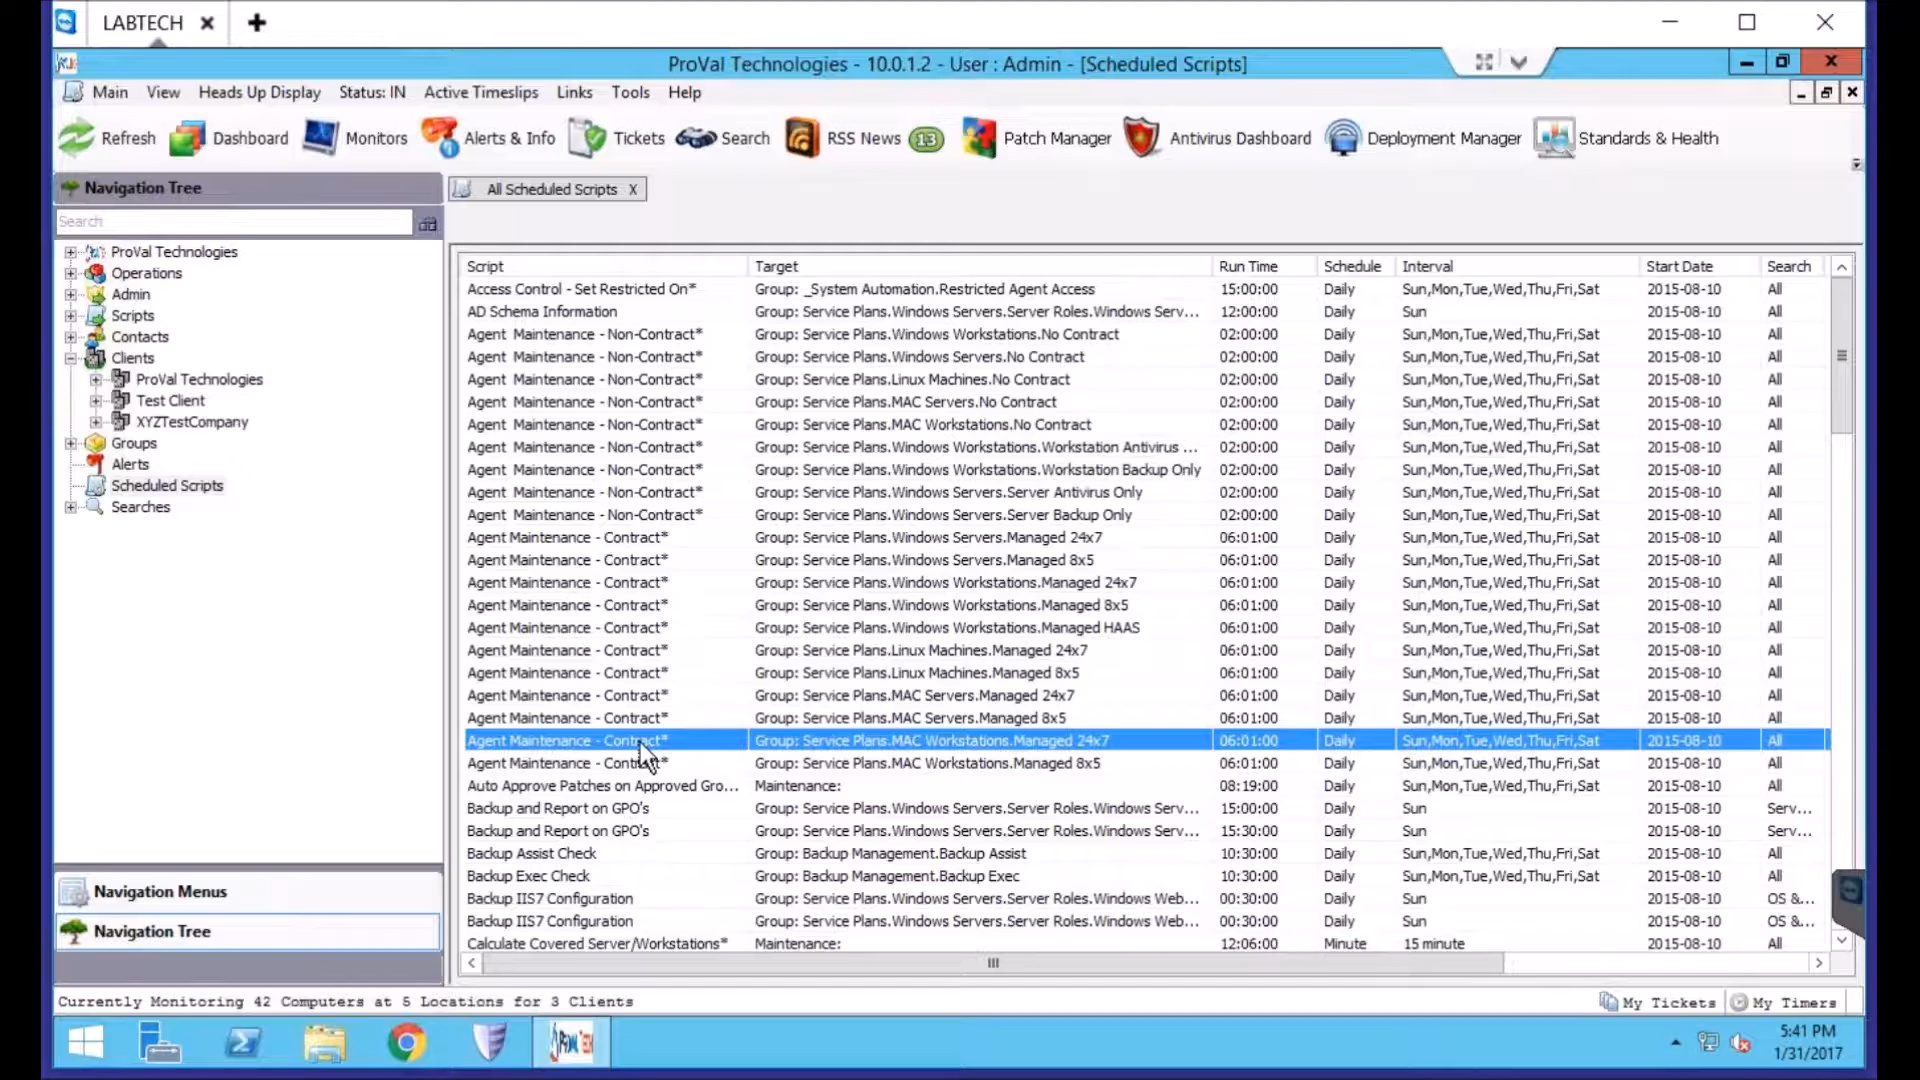 LABTECH
ProVal Technologies - 10.0.1.2 - User : Admin - [Scheduled Scripts]
Main View Heads Up Display Status: IN Active Timeslips Links Tools Help
Refresh Dashboard Monitors Alerts & Info Tickets Search RSS News 13 Patch Manager Antivirus Dashboard Deployment Manager Standards & Health
Navigation Tree
Search
ProVal Technologies
Operations
Admin
Scripts
Contacts
Clients
ProVal Technologies
Test Client
XYZTestCompany
Groups
Alerts
Scheduled Scripts
Searches
Navigation Menus
Navigation Tree
All Scheduled Scripts X
Script Target Run Time Schedule Interval Start Date Search
Access Control - Set Restricted On* Group: _System Automation.Restricted Agent Access 15:00:00 Daily Sun,Mon,Tue,Wed,Thu,Fri,Sat 2015-08-10 All
AD Schema Information Group: Service Plans.Windows Servers.Server Roles.Windows Serv... 12:00:00 Daily Sun 2015-08-10 All
Agent Maintenance - Non-Contract* Group: Service Plans.Windows Workstations.No Contract 02:00:00 Daily Sun,Mon,Tue,Wed,Thu,Fri,Sat 2015-08-10 All
Agent Maintenance - Non-Contract* Group: Service Plans.Windows Servers.No Contract 02:00:00 Daily Sun,Mon,Tue,Wed,Thu,Fri,Sat 2015-08-10 All
Agent Maintenance - Non-Contract* Group: Service Plans.Linux Machines.No Contract 02:00:00 Daily Sun,Mon,Tue,Wed,Thu,Fri,Sat 2015-08-10 All
Agent Maintenance - Non-Contract* Group: Service Plans.MAC Servers.No Contract 02:00:00 Daily Sun,Mon,Tue,Wed,Thu,Fri,Sat 2015-08-10 All
Agent Maintenance - Non-Contract* Group: Service Plans.MAC Workstations.No Contract 02:00:00 Daily Sun,Mon,Tue,Wed,Thu,Fri,Sat 2015-08-10 All
Agent Maintenance - Non-Contract* Group: Service Plans.Windows Workstations.Workstation Antivirus ... 02:00:00 Daily Sun,Mon,Tue,Wed,Thu,Fri,Sat 2015-08-10 All
Agent Maintenance - Non-Contract* Group: Service Plans.Windows Workstations.Workstation Backup Only 02:00:00 Daily Sun,Mon,Tue,Wed,Thu,Fri,Sat 2015-08-10 All
Agent Maintenance - Non-Contract* Group: Service Plans.Windows Servers.Server Antivirus Only 02:00:00 Daily Sun,Mon,Tue,Wed,Thu,Fri,Sat 2015-08-10 All
Agent Maintenance - Non-Contract* Group: Service Plans.Windows Servers.Server Backup Only 02:00:00 Daily Sun,Mon,Tue,Wed,Thu,Fri,Sat 2015-08-10 All
Agent Maintenance - Contract* Group: Service Plans.Windows Servers.Managed 24x7 06:01:00 Daily Sun,Mon,Tue,Wed,Thu,Fri,Sat 2015-08-10 All
Agent Maintenance - Contract* Group: Service Plans.Windows Servers.Managed 8x5 06:01:00 Daily Sun,Mon,Tue,Wed,Thu,Fri,Sat 2015-08-10 All
Agent Maintenance - Contract* Group: Service Plans.Windows Workstations.Managed 24x7 06:01:00 Daily Sun,Mon,Tue,Wed,Thu,Fri,Sat 2015-08-10 All
Agent Maintenance - Contract* Group: Service Plans.Windows Workstations.Managed 8x5 06:01:00 Daily Sun,Mon,Tue,Wed,Thu,Fri,Sat 2015-08-10 All
Agent Maintenance - Contract* Group: Service Plans.Windows Workstations.Managed HAAS 06:01:00 Daily Sun,Mon,Tue,Wed,Thu,Fri,Sat 2015-08-10 All
Agent Maintenance - Contract* Group: Service Plans.Linux Machines.Managed 24x7 06:01:00 Daily Sun,Mon,Tue,Wed,Thu,Fri,Sat 2015-08-10 All
Agent Maintenance - Contract* Group: Service Plans.Linux Machines.Managed 8x5 06:01:00 Daily Sun,Mon,Tue,Wed,Thu,Fri,Sat 2015-08-10 All
Agent Maintenance - Contract* Group: Service Plans.MAC Servers.Managed 24x7 06:01:00 Daily Sun,Mon,Tue,Wed,Thu,Fri,Sat 2015-08-10 All
Agent Maintenance - Contract* Group: Service Plans.MAC Servers.Managed 8x5 06:01:00 Daily Sun,Mon,Tue,Wed,Thu,Fri,Sat 2015-08-10 All
Agent Maintenance - Contract* Group: Service Plans.MAC Workstations.Managed 24x7 06:01:00 Daily Sun,Mon,Tue,Wed,Thu,Fri,Sat 2015-08-10 All
Agent Maintenance - Contract* Group: Service Plans.MAC Workstations.Managed 8x5 06:01:00 Daily Sun,Mon,Tue,Wed,Thu,Fri,Sat 2015-08-10 All
Auto Approve Patches on Approved Gro... Maintenance: 08:19:00 Daily Sun,Mon,Tue,Wed,Thu,Fri,Sat 2015-08-10 All
Backup and Report on GPO's Group: Service Plans.Windows Servers.Server Roles.Windows Serv... 15:00:00 Daily Sun 2015-08-10 Serv...
Backup and Report on GPO's Group: Service Plans.Windows Servers.Server Roles.Windows Serv... 15:30:00 Daily Sun 2015-08-10 Serv...
Backup Assist Check Group: Backup Management.Backup Assist 10:30:00 Daily Sun,Mon,Tue,Wed,Thu,Fri,Sat 2015-08-10 All
Backup Exec Check Group: Backup Management.Backup Exec 10:30:00 Daily Sun,Mon,Tue,Wed,Thu,Fri,Sat 2015-08-10 All
Backup IIS7 Configuration Group: Service Plans.Windows Servers.Server Roles.Windows Web... 00:30:00 Daily Sun 2015-08-10 OS &...
Backup IIS7 Configuration Group: Service Plans.Windows Servers.Server Roles.Windows Web... 00:30:00 Daily Sun 2015-08-10 OS &...
Calculate Covered Server/Workstations* Maintenance: 12:06:00 Minute 15 minute 2015-08-10 All
Currently Monitoring 42 Computers at 5 Locations for 3 Clients My Tickets My Timers
5:41 PM
1/31/2017